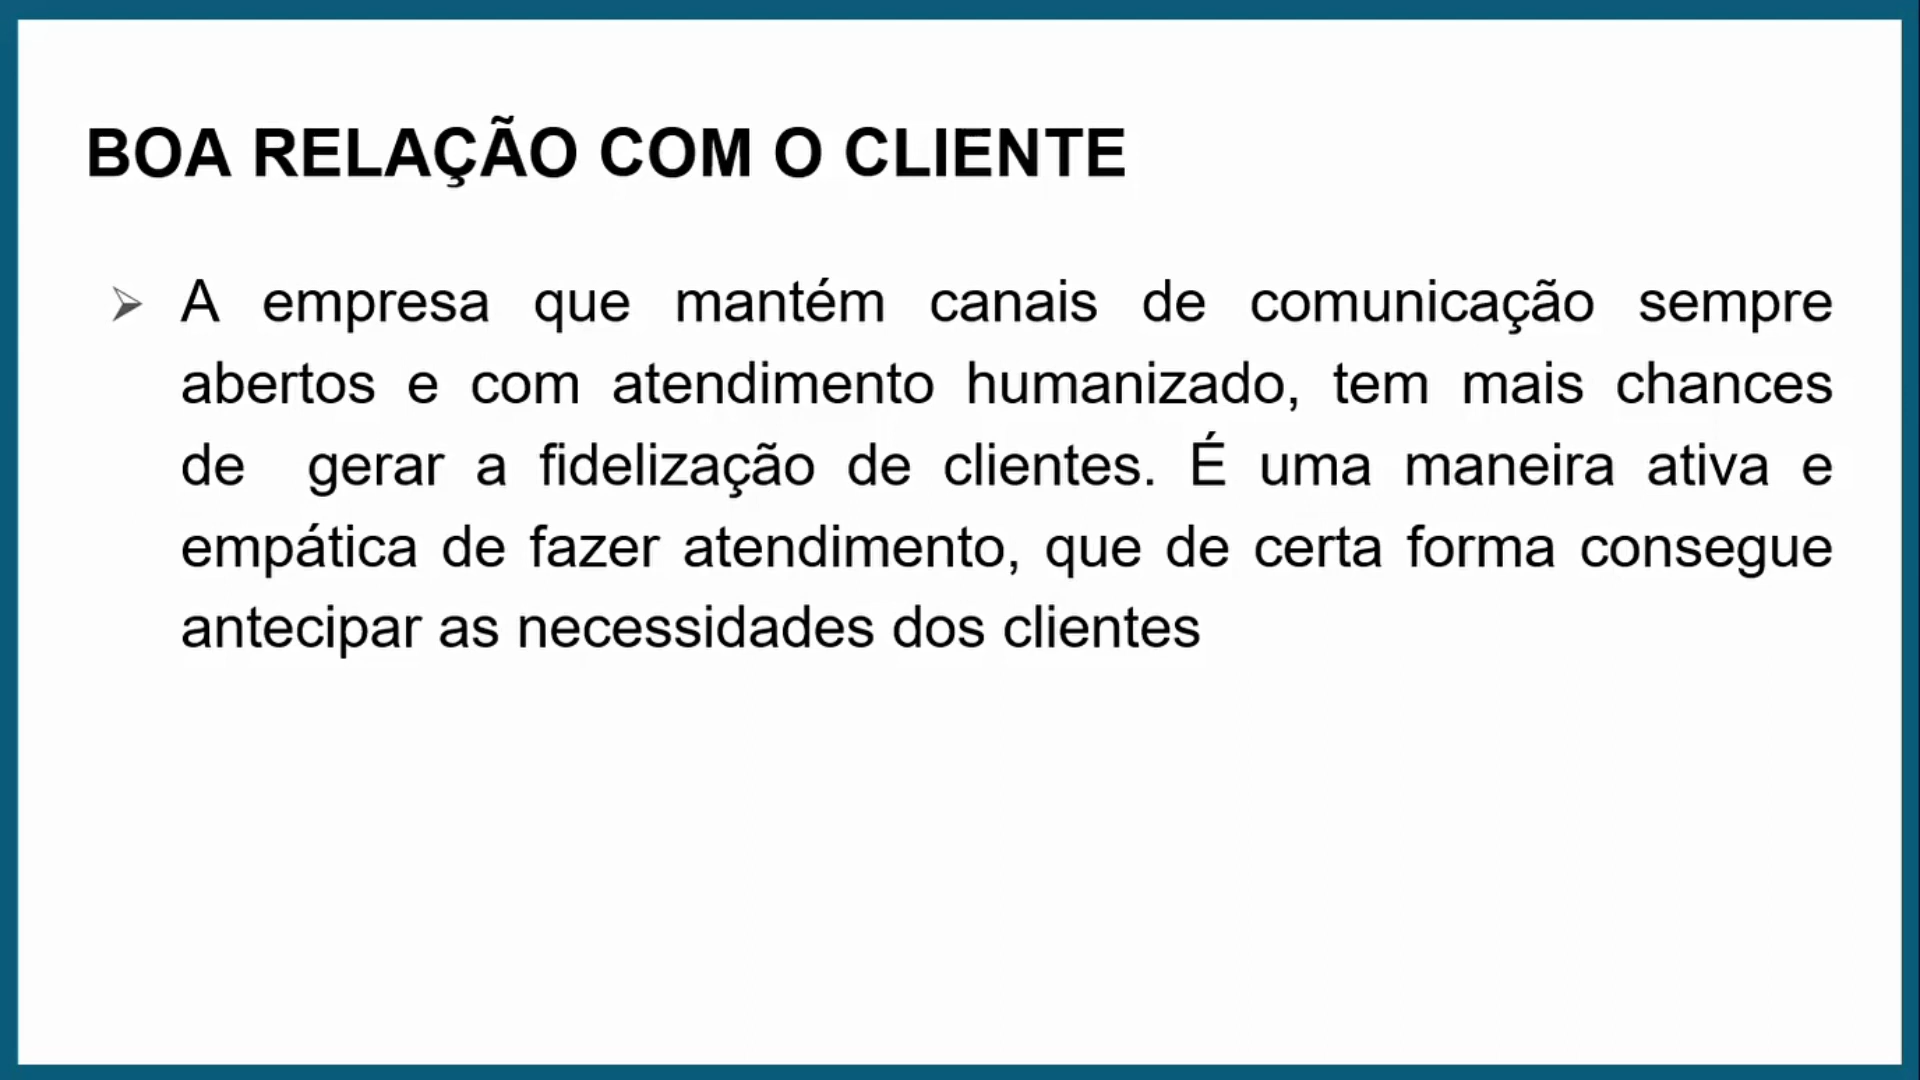 BOA RELAÇÃO COM O CLIENTE
➢ A empresa que mantém canais de comunicação sempre
abertos e com atendimento humanizado, tem mais chances
de gerar a fidelização de clientes. É uma maneira ativa e
empática de fazer atendimento, que de certa forma consegue
antecipar as necessidades dos clientes